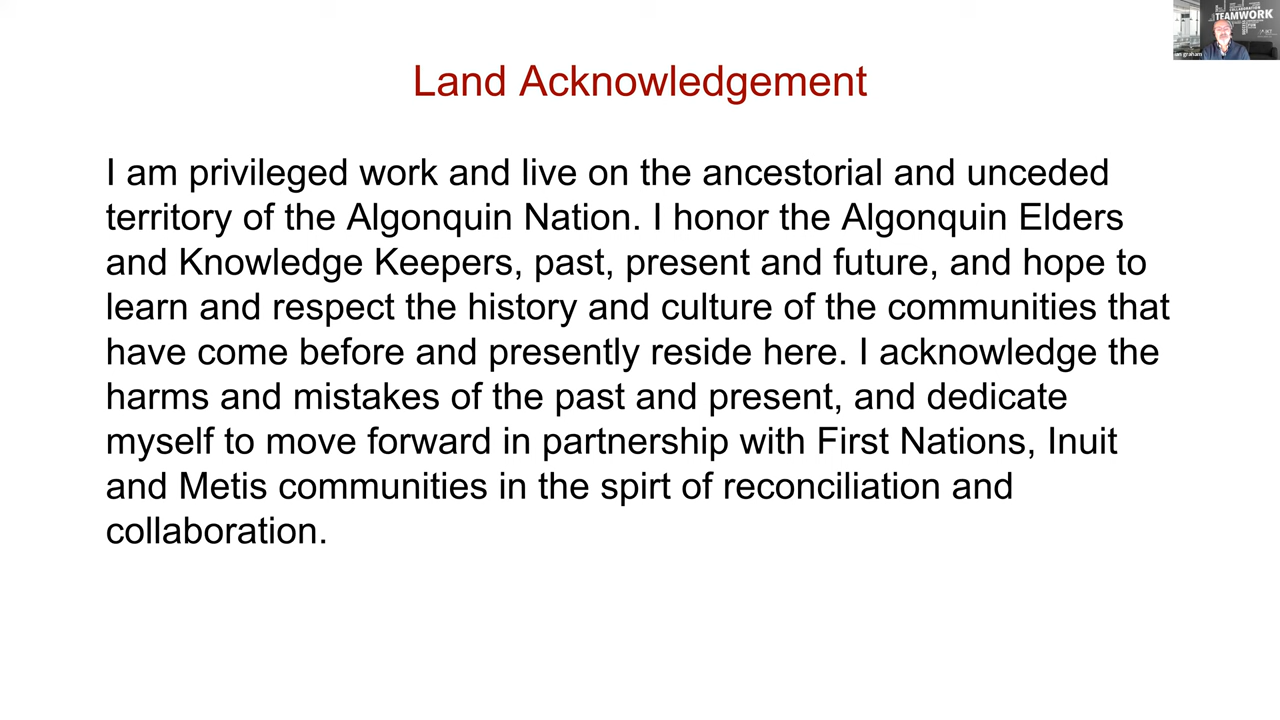 Land Acknowledgement
I am privileged work and live on the ancestorial and unceded
territory of the Algonquin Nation. I honor the Algonquin Elders
and Knowledge Keepers, past, present and future, and hope to
learn and respect the history and culture of the communities that
have come before and presently reside here. I acknowledge the
harms and mistakes of the past and present, and dedicate
myself to move forward in partnership with First Nations, Inuit
and Metis communities in the spirt of reconciliation and
collaboration.
COLLABORATION
TEAMWORK
graham